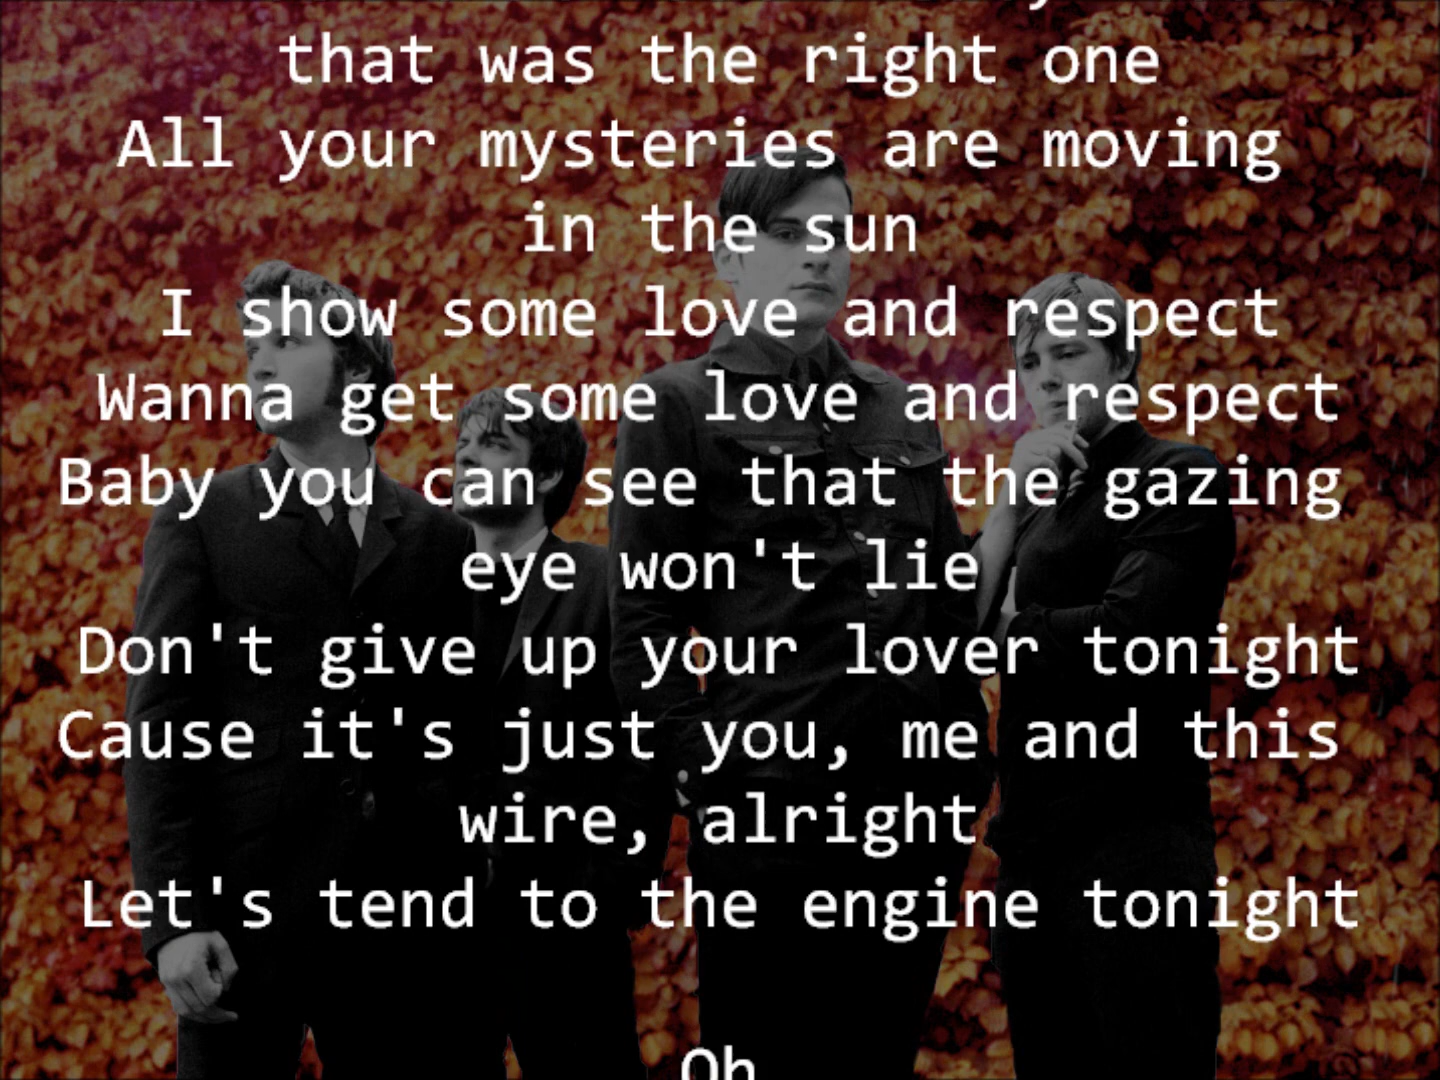 that was the right one
All your mysteries are moving
in the sun
I show some love and respect
Wanna get some love and respect
Baby you can see that the gazing
eye won't lie
Don't give up your lover tonight
Cause it's just you, me and this
wire, alright
Let's tend to the engine tonight
Oh